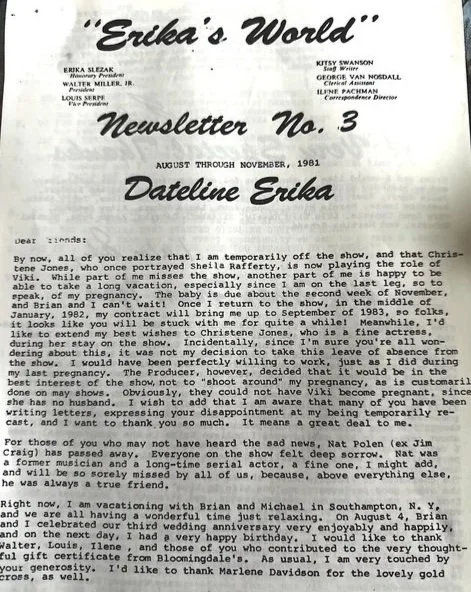 "Erika's World"
ERIKA SLEZAK
Honorary President
WALTER MILLER, JR.
President
LOUIS SERPE
Vice President
KITSY SWANSON
Staff Writer
GEORGE VAN NOSDALL
Clerical Assistant
ILENE PACHMAN
Correspondence Director
Newsletter No. 3
AUGUST THROUGH NOVEMBER, 1981
Dateline Erika
Dear Friends:
By now, all of you realize that I am temporarily off the show, and that Chris-
tene Jones, who once portrayed Sheila Rafferty, is now playing the role of
Viki. While part of me misses the show, another part of me is happy to be
able to take a long vacation, especially since I am on the last leg, so to
speak, of my pregnancy. The baby is due about the second week of November,
and Brian and I can't wait! Once I return to the show, in the middle of
January, 1982, my contract will bring me up to September of 1983, so folks,
it looks like you will be stuck with me for quite a while! Meanwhile, I'd
like to extend my best wishes to Christene Jones, who is a fine actress,
during her stay on the show. Incidentally, since I'm sure you're all won-
dering about this, it was not my decision to take this leave of absence from
the show. I would have been perfectly willing to work, just as I did during
my last pregnancy. The Producer, however, decided that it would be in the
best interest of the show, not to "shoot around" my pregnancy, as is customaril
done on many shows. Obviously, they could not have Viki become pregnant, since
she has no husband. I wish to add that I am aware that many of you have been
writing letters, expressing your disappointment at my being temporarily re-
cast, and I want to thank you so much. It means a great deal to me.
For those of you who may not have heard the sad news, Nat Polen (ex Jim
Craig) has passed away. Everyone on the show felt deep sorrow. Nat was
a former musician and a long-time serial actor, a fine one, I might add,
and will be so sorely missed by all of us, because, above everything else,
he was always a true friend.
Right now, I am vacationing with Brian and Michael in Southampton, N. Y.
and we are all having a wonderful time just relaxing. On August 4, Brian
and I celebrated our third wedding anniversary very enjoyably and happily,
and on the next day, I had a very happy birthday. I would like to thank
Walter, Louis, Ilene , and those of you who contributed to the very thought-
ful gift certificate from Bloomingdale's. As usual, I am very touched by
your generosity. I'd like to thank Marlene Davidson for the lovely gold
cross, as well.